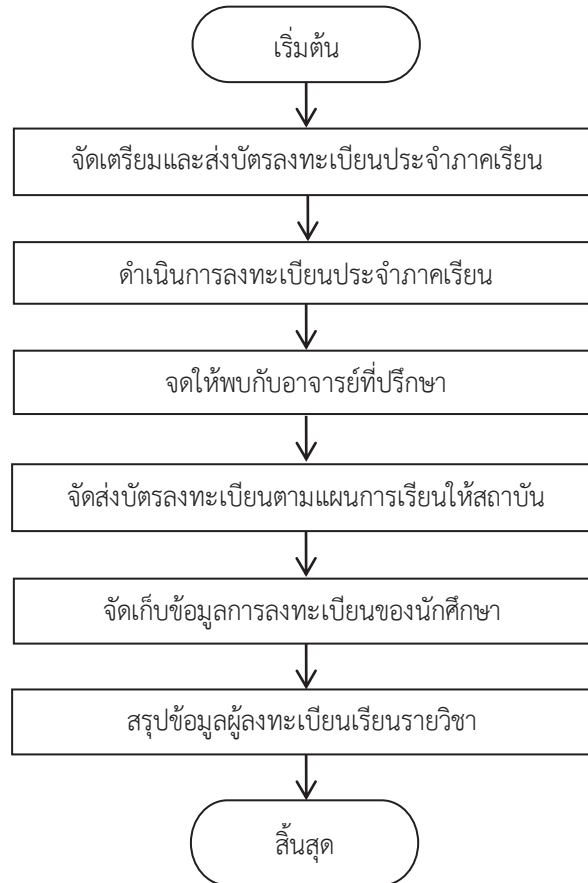 เริ่มต้น
จัดเตรียมและส่งบัตรลงทะเบียนประจำภาคเรียน
ดำเนินการลงทะเบียนประจำภาคเรียน
จดให้พบกับอาจารย์ที่ปรึกษา
จัดส่งบัตรลงทะเบียนตามแผนการเรียนให้สถาบัน
จัดเก็บข้อมูลการลงทะเบียนของนักศึกษา
สรุปข้อมูลผู้ลงทะเบียนเรียนรายวิชา
สิ้นสุด